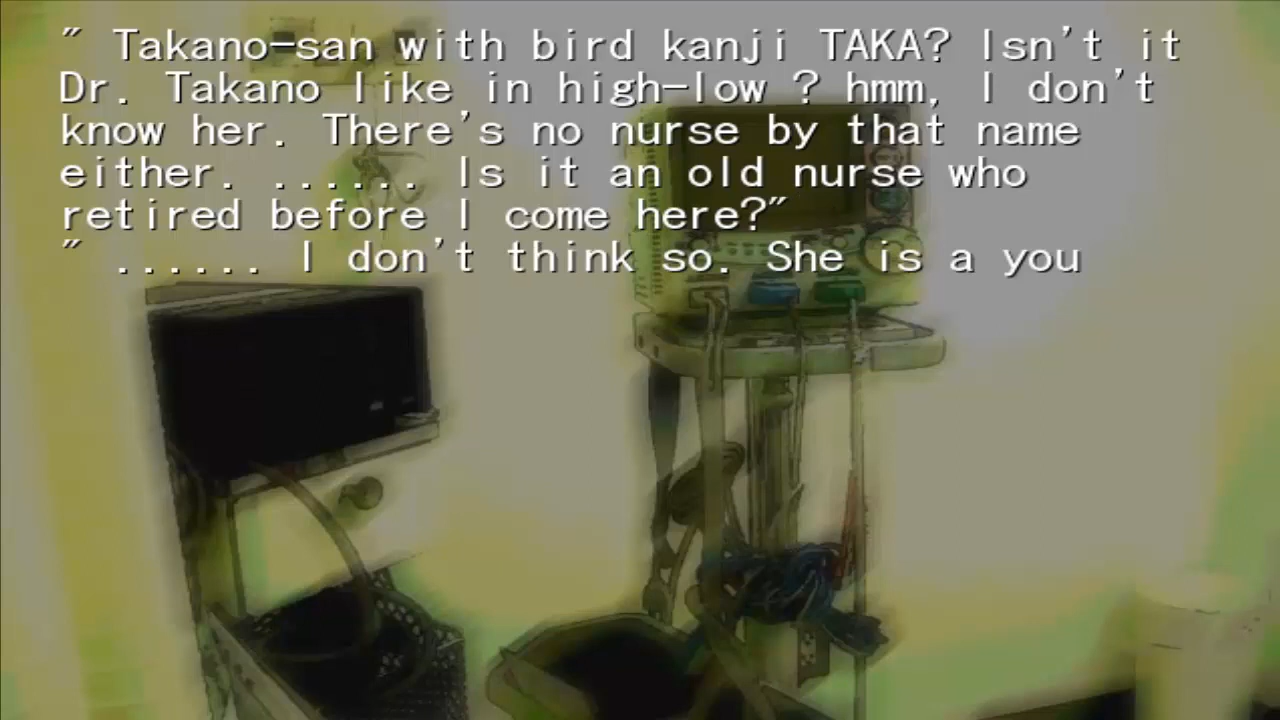 " Takano-san with bird kanji TAKA? Isn't it
Dr. Takano like in high-low ? hmm, I don't
know her. There's no nurse by that name
either. ...... Is it an old nurse who
retired before I come here?"
" ...... I don't think so. She is a you